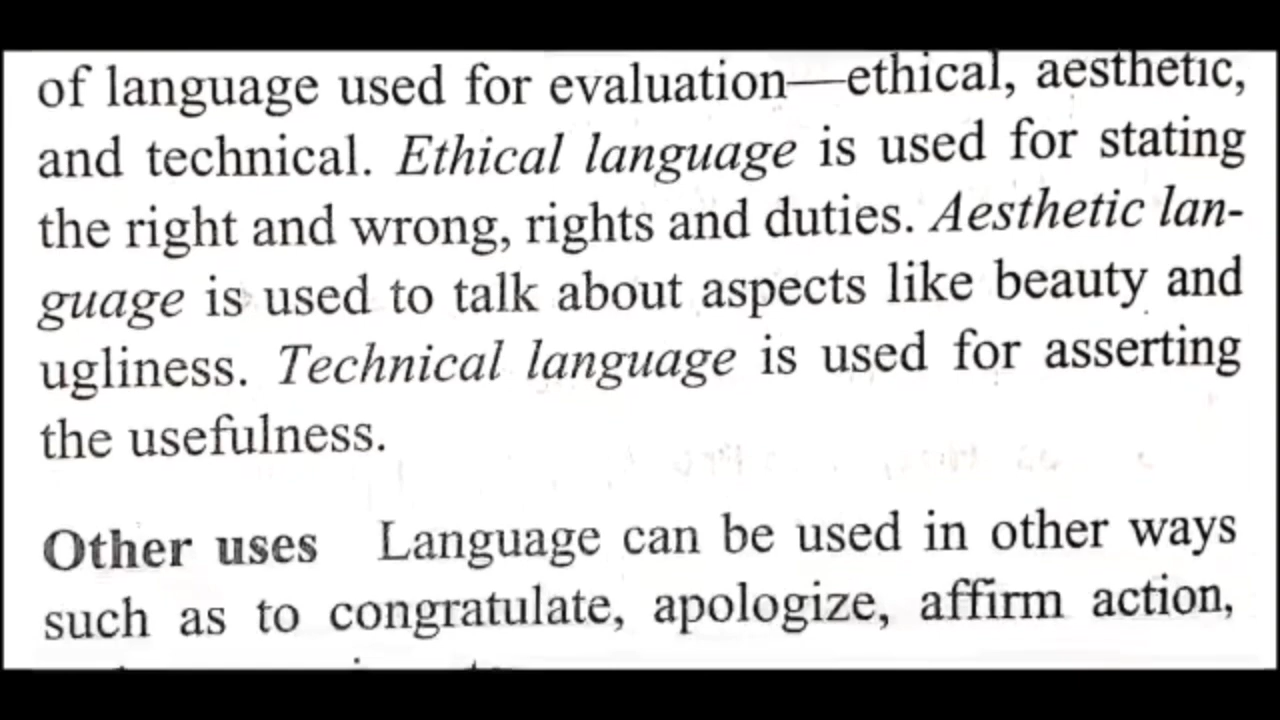 of language used for evaluation—ethical, aesthetic,
and technical. Ethical language is used for stating
the right and wrong, rights and duties. Aesthetic lan-
guage is used to talk about aspects like beauty and
ugliness. Technical language is used for asserting
the usefulness.
Other uses Language can be used in other ways
such as to congratulate, apologize, affirm action,